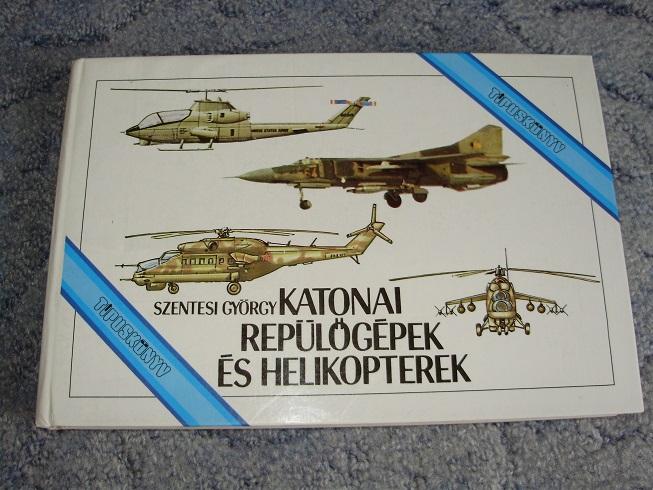 TíPUSKÖNYV
SZENTESI GYÖRGY KATONAI
REPÜLŐGÉPEK
ÉS HELIKOPTEREK
TíPUSKÖNYV